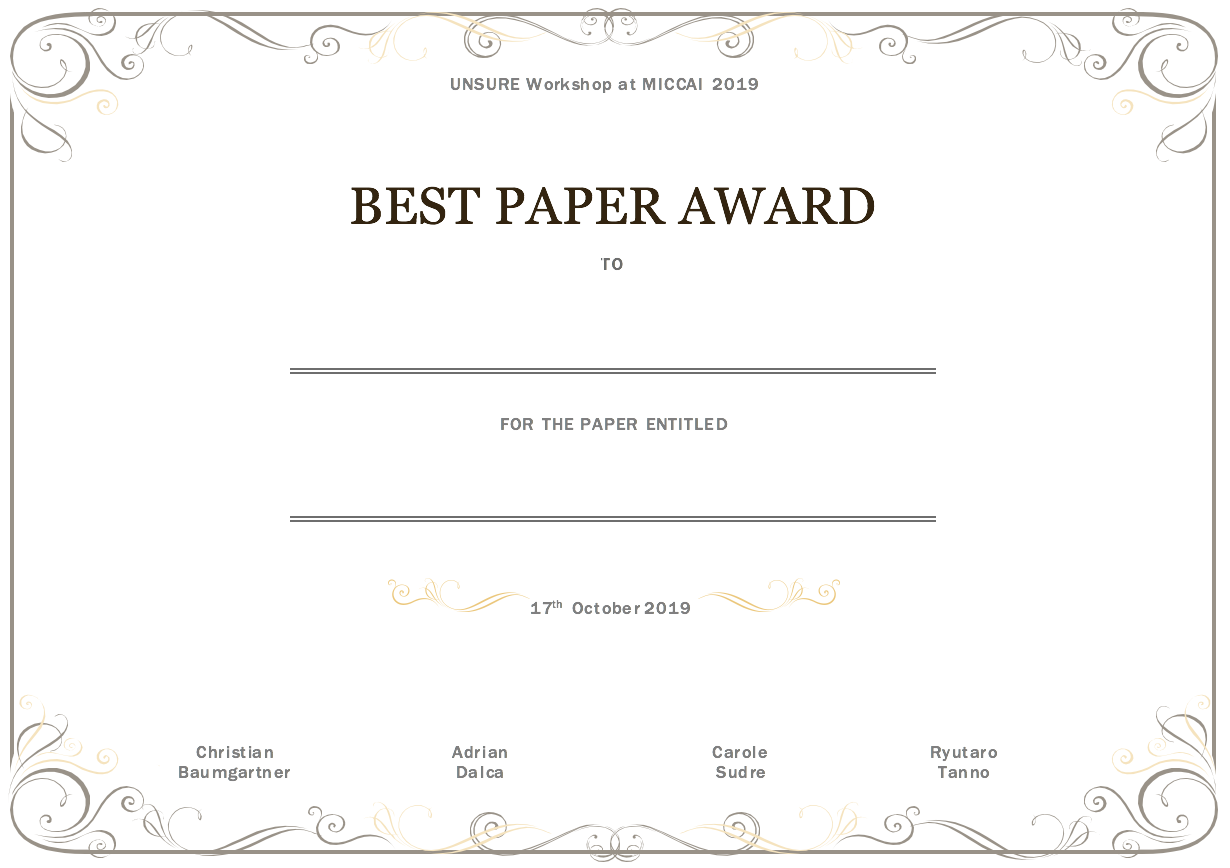 UNSURE Workshop at MICCAI 2019
BEST PAPER AWARD
TO
FOR THE PAPER ENTITLED
17th October 2019
Christian Baumgartner
Adrian Dalca
Carole Sudre
Ryutaro Tanno